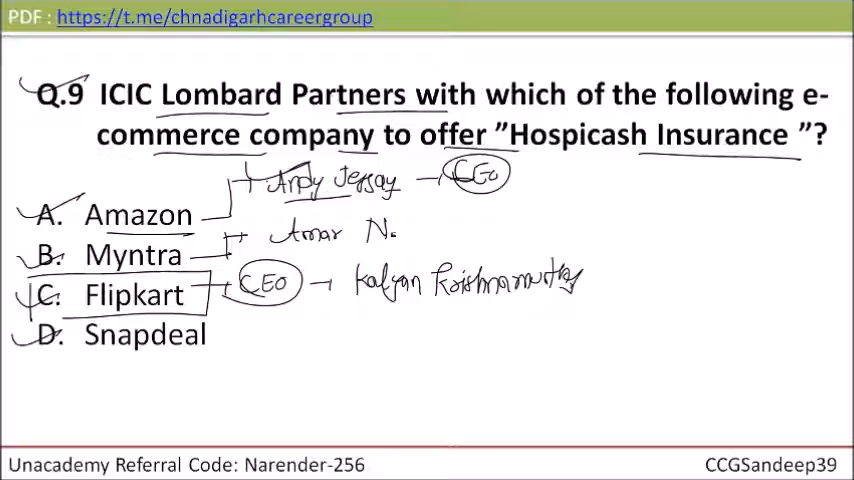 PDF : https://t.me/chnadigarhcareergroup
Q.9 ICIC Lombard Partners with which of the following e-
commerce company to offer ”Hospicash Insurance ”?
Andy Jessay → CEO
A. Amazon
Amar N.
B. Myntra
CEO → Kalyan Krishnamurthy
C. Flipkart
D. Snapdeal
Unacademy Referral Code: Narender-256
CCGSandeep39